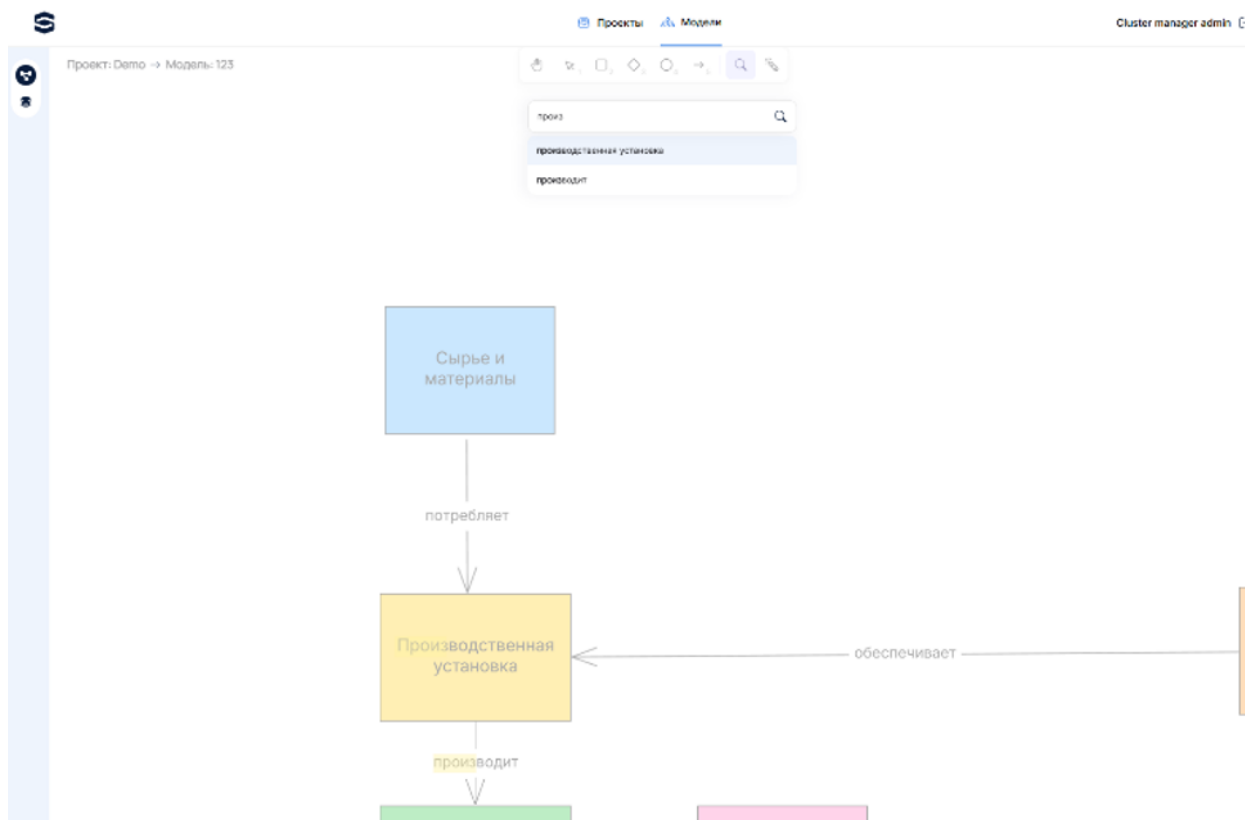 Проекты
Модели
Cluster manager admin
Проект: Demo → Модель: 123
произ
производственная установка
производит
Сырье и
материалы
потребляет
Производственная
установка
обеспечивает
производит